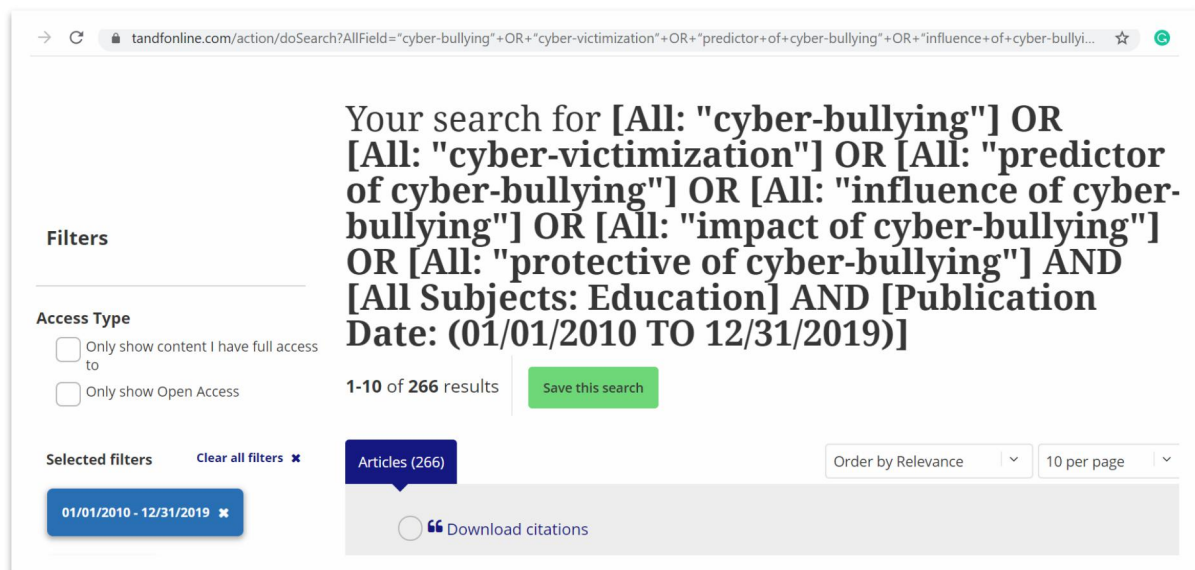 tandfonline.com/action/doSearch?AllField="cyber-bullying"+OR+"cyber-victimization"+OR+"predictor+of+cyber-bullying"+OR+"influence+of+cyber-bullyi...
Your search for [All: "cyber-bullying"] OR
[All: "cyber-victimization"] OR [All: "predictor
of cyber-bullying"] OR [All: "influence of cyber-
bullying"] OR [All: "impact of cyber-bullying"]
OR [All: "protective of cyber-bullying"] AND
[All Subjects: Education] AND [Publication
Date: (01/01/2010 TO 12/31/2019)]
1-10 of 266 results
Save this search
Filters
Access Type
Only show content I have full access
to
Only show Open Access
Selected filters
Clear all filters ✖
01/01/2010 - 12/31/2019 ✖
Articles (266)
Order by Relevance
10 per page
Download citations